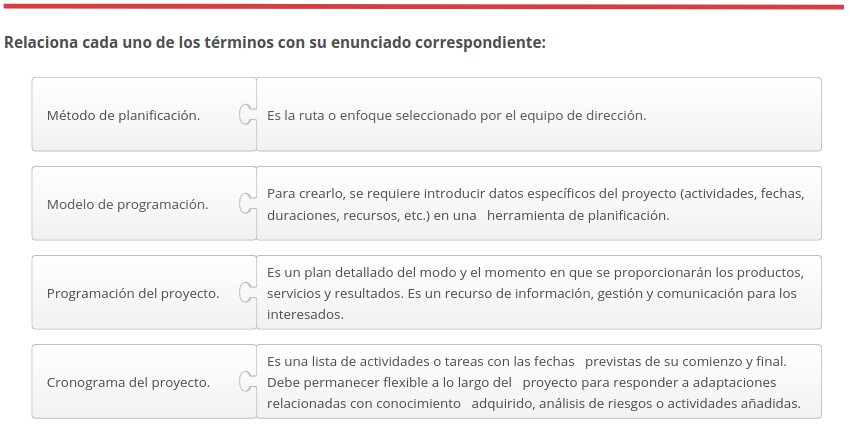 Relaciona cada uno de los términos con su enunciado correspondiente:
Método de planificación.
Es la ruta o enfoque seleccionado por el equipo de dirección.
Modelo de programación.
Para crearlo, se requiere introducir datos específicos del proyecto (actividades, fechas,
duraciones, recursos, etc.) en una herramienta de planificación.
Programación del proyecto.
Es un plan detallado del modo y el momento en que se proporcionarán los productos,
servicios y resultados. Es un recurso de información, gestión y comunicación para los
interesados.
Cronograma del proyecto.
Es una lista de actividades o tareas con las fechas previstas de su comienzo y final.
Debe permanecer flexible a lo largo del proyecto para responder a adaptaciones
relacionadas con conocimiento adquirido, análisis de riesgos o actividades añadidas.